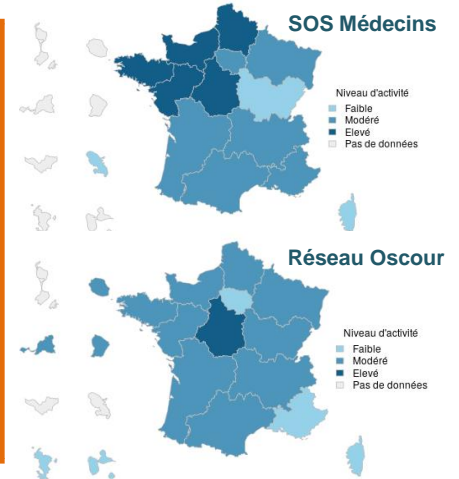 SOS Médecins
Niveau d'activité
Faible
Modéré
Elevé
Pas de données
Réseau Oscour
Niveau d'activité
Faible
Modéré
Elevé
Pas de données